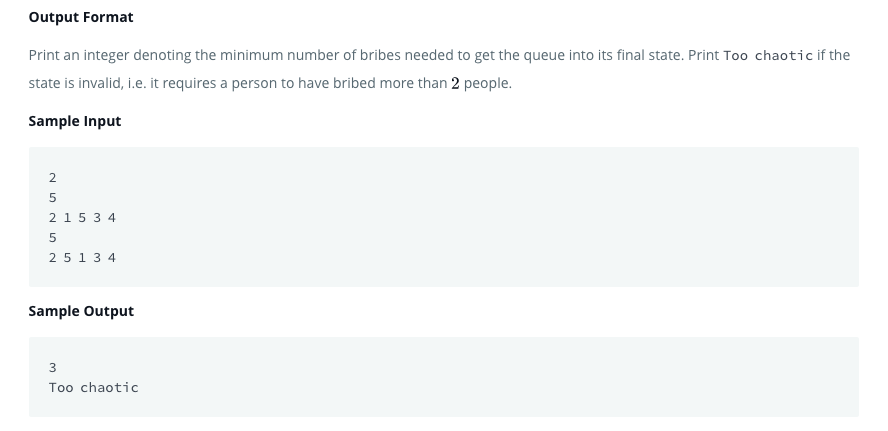 Output Format
Print an integer denoting the minimum number of bribes needed to get the queue into its final state. Print Too chaotic if the
state is invalid, i.e. it requires a person to have bribed more than 2 people.
Sample Input
2
5
2 1 5 3 4
5
2 5 1 3 4
Sample Output
3
Too chaotic